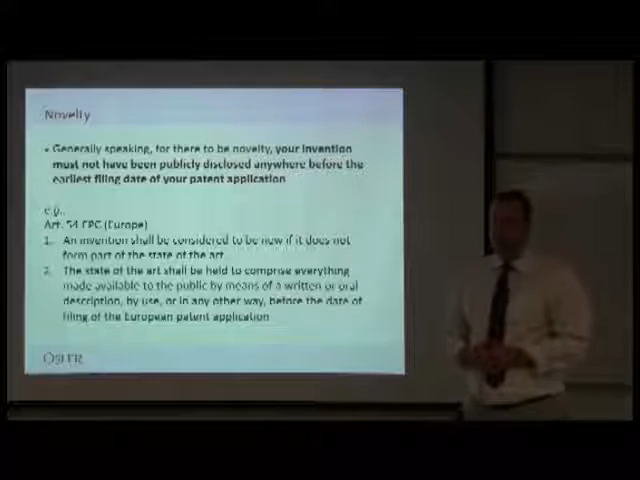 Novelty
• Generally speaking, for there to be novelty, your invention
must not have been publicly disclosed anywhere before the
earliest filing date of your patent application
e.g.,
Art. 54 EPC (Europe)
1. An invention shall be considered to be new if it does not
form part of the state of the art
2. The state of the art shall be held to comprise everything
made available to the public by means of a written or oral
description, by use, or in any other way, before the date of
filing of the European patent application
OSLER